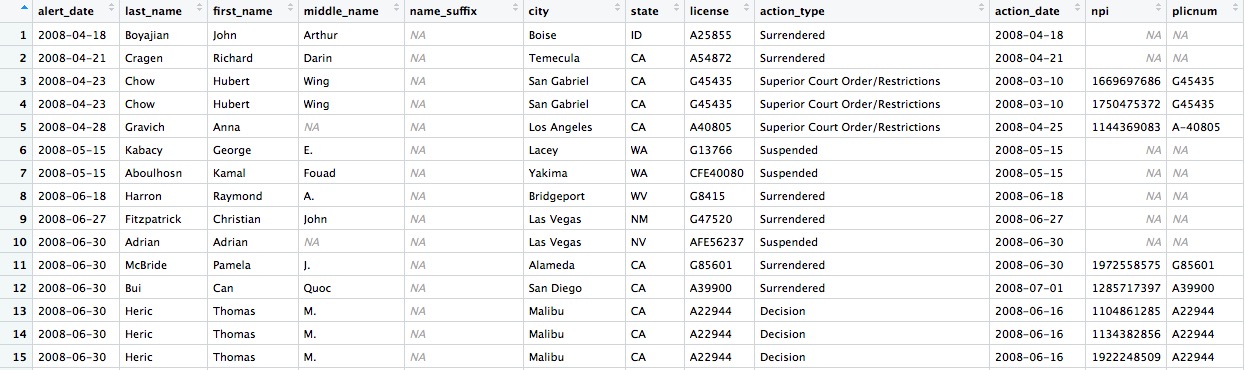 alert_date last_name first_name middle_name name_suffix city state license action_type action_date npi plicnum
1 2008-04-18 Boyajian John Arthur NA Boise ID A25855 Surrendered 2008-04-18 NA NA
2 2008-04-21 Cragen Richard Darin NA Temecula CA A54872 Surrendered 2008-04-21 NA NA
3 2008-04-23 Chow Hubert Wing NA San Gabriel CA G45435 Superior Court Order/Restrictions 2008-03-10 1669697686 G45435
4 2008-04-23 Chow Hubert Wing NA San Gabriel CA G45435 Superior Court Order/Restrictions 2008-03-10 1750475372 G45435
5 2008-04-28 Gravich Anna NA NA Los Angeles CA A40805 Superior Court Order/Restrictions 2008-04-25 1144369083 A-40805
6 2008-05-15 Kabacy George E. NA Lacey WA G13766 Suspended 2008-05-15 NA NA
7 2008-05-15 Aboulhosn Kamal Fouad NA Yakima WA CFE40080 Suspended 2008-05-15 NA NA
8 2008-06-18 Harron Raymond A. NA Bridgeport WV G8415 Surrendered 2008-06-18 NA NA
9 2008-06-27 Fitzpatrick Christian John NA Las Vegas NM G47520 Surrendered 2008-06-27 NA NA
10 2008-06-30 Adrian Adrian NA NA Las Vegas NV AFE56237 Suspended 2008-06-30 NA NA
11 2008-06-30 McBride Pamela J. NA Alameda CA G85601 Surrendered 2008-06-30 1972558575 G85601
12 2008-06-30 Bui Can Quoc NA San Diego CA A39900 Surrendered 2008-07-01 1285717397 A39900
13 2008-06-30 Heric Thomas M. NA Malibu CA A22944 Decision 2008-06-16 1104861285 A22944
14 2008-06-30 Heric Thomas M. NA Malibu CA A22944 Decision 2008-06-16 1134382856 A22944
15 2008-06-30 Heric Thomas M. NA Malibu CA A22944 Decision 2008-06-16 1922248509 A22944